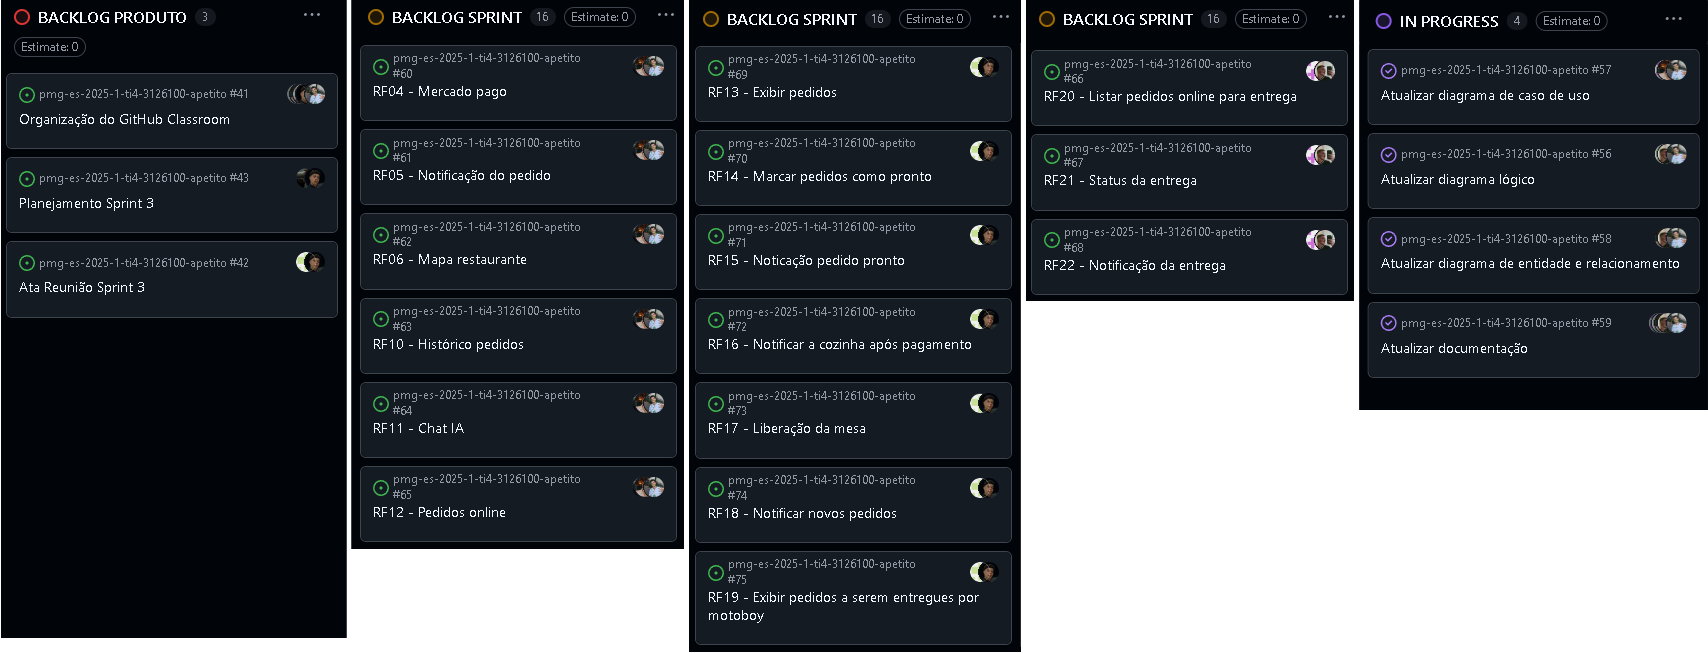 BACKLOG PRODUTO 3
Estimate: 0
pmg-es-2025-1-ti4-3126100-apetito #41
Organização do GitHub Classroom
pmg-es-2025-1-ti4-3126100-apetito #43
Planejamento Sprint 3
pmg-es-2025-1-ti4-3126100-apetito #42
Ata Reunião Sprint 3
BACKLOG SPRINT 16 Estimate: 0
pmg-es-2025-1-ti4-3126100-apetito
#60
RF04 - Mercado pago
pmg-es-2025-1-ti4-3126100-apetito
#61
RF05 - Notificação do pedido
pmg-es-2025-1-ti4-3126100-apetito
#62
RF06 - Mapa restaurante
pmg-es-2025-1-ti4-3126100-apetito
#63
RF10 - Histórico pedidos
pmg-es-2025-1-ti4-3126100-apetito
#64
RF11 - Chat IA
pmg-es-2025-1-ti4-3126100-apetito
#65
RF12 - Pedidos online
BACKLOG SPRINT 16 Estimate: 0
pmg-es-2025-1-ti4-3126100-apetito
#69
RF13 - Exibir pedidos
pmg-es-2025-1-ti4-3126100-apetito
#70
RF14 - Marcar pedidos como pronto
pmg-es-2025-1-ti4-3126100-apetito
#71
RF15 - Noticação pedido pronto
pmg-es-2025-1-ti4-3126100-apetito
#72
RF16 - Notificar a cozinha após pagamento
pmg-es-2025-1-ti4-3126100-apetito
#73
RF17 - Liberação da mesa
pmg-es-2025-1-ti4-3126100-apetito
#74
RF18 - Notificar novos pedidos
pmg-es-2025-1-ti4-3126100-apetito
#75
RF19 - Exibir pedidos a serem entregues por
motoboy
BACKLOG SPRINT 16 Estimate: 0
pmg-es-2025-1-ti4-3126100-apetito
#66
RF20 - Listar pedidos online para entrega
pmg-es-2025-1-ti4-3126100-apetito
#67
RF21 - Status da entrega
pmg-es-2025-1-ti4-3126100-apetito
#68
RF22 - Notificação da entrega
IN PROGRESS 4 Estimate: 0
pmg-es-2025-1-ti4-3126100-apetito #57
Atualizar diagrama de caso de uso
pmg-es-2025-1-ti4-3126100-apetito #56
Atualizar diagrama lógico
pmg-es-2025-1-ti4-3126100-apetito #58
Atualizar diagrama de entidade e relacionamento
pmg-es-2025-1-ti4-3126100-apetito #59
Atualizar documentação